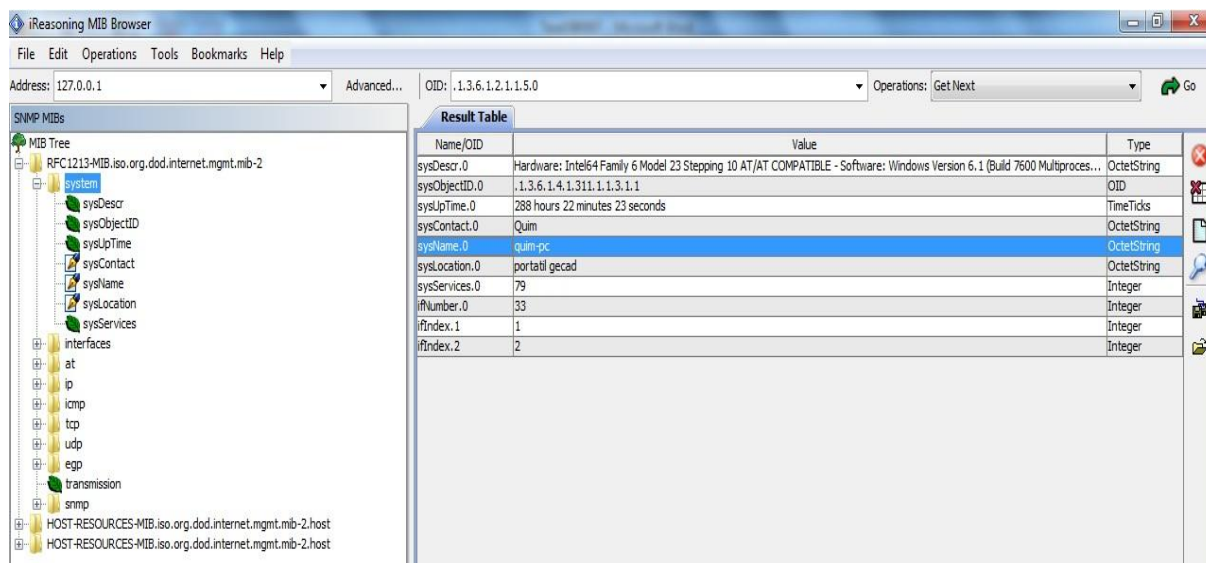 iReasoning MIB Browser
File Edit Operations Tools Bookmarks Help
Address: 127.0.0.1 Advanced... OID: .1.3.6.1.2.1.1.5.0 Operations: Get Next Go
SNMP MIBs
MIB Tree
RFC1213-MIB.iso.org.dod.internet.mgmt.mib-2
system
sysDescr
sysObjectID
sysUpTime
sysContact
sysName
sysLocation
sysServices
interfaces
at
ip
icmp
tcp
udp
egp
transmission
snmp
HOST-RESOURCES-MIB.iso.org.dod.internet.mgmt.mib-2.host
HOST-RESOURCES-MIB.iso.org.dod.internet.mgmt.mib-2.host
Result Table
Name/OID Value Type
sysDescr.0 Hardware: Intel64 Family 6 Model 23 Stepping 10 AT/AT COMPATIBLE - Software: Windows Version 6.1 (Build 7600 Multiproces... OctetString
sysObjectID.0 .1.3.6.1.4.1.311.1.1.3.1.1 OID
sysUpTime.0 288 hours 22 minutes 23 seconds TimeTicks
sysContact.0 Quim OctetString
sysName.0 quim-pc OctetString
sysLocation.0 portatil gecad OctetString
sysServices.0 79 Integer
ifNumber.0 33 Integer
ifIndex.1 1 Integer
ifIndex.2 2 Integer